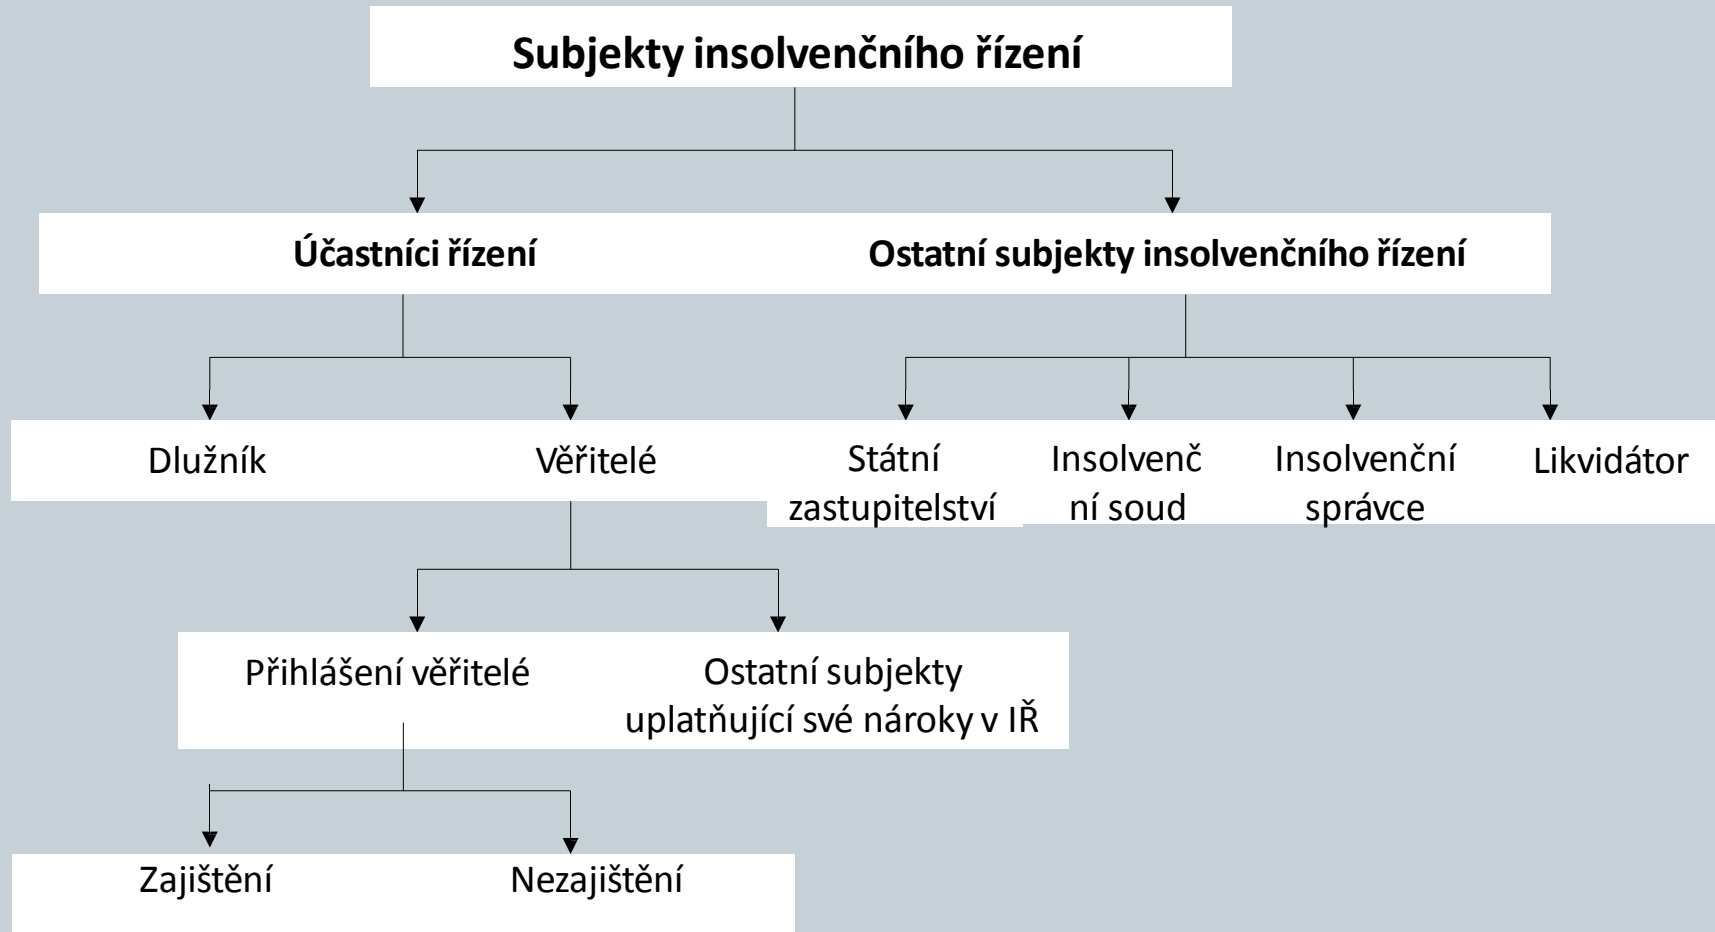 Subjekty insolvenčního řízení
Účastníci řízení
Ostatní subjekty insolvenčního řízení
Dlužník
Věřitelé
Státní
zastupitelství
Insolvenč
ní soud
Insolvenční
správce
Likvidátor
Přihlášení věřitelé
Ostatní subjekty
uplatňující své nároky v IŘ
Zajištění
Nezajištění